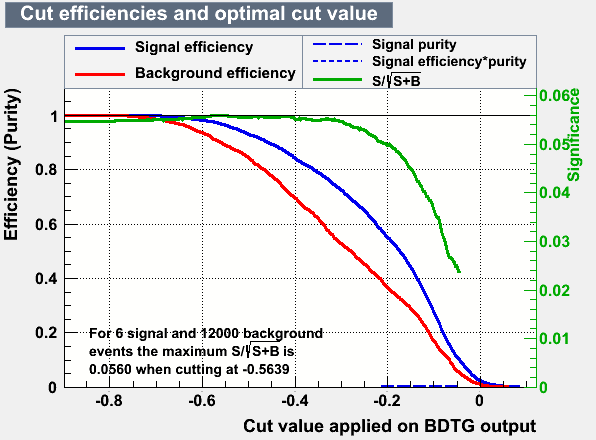 Cut efficiencies and optimal cut value
Signal efficiency
Background efficiency
Signal purity
Signal efficiency*purity
S/√S+B
Efficiency (Purity)
1
0.8
0.6
0.4
0.2
0
0.06
0.05
0.04
0.03
0.02
0.01
0
Significance
For 6 signal and 12000 background
events the maximum S/√S+B is
0.0560 when cutting at -0.5639
-0.8 -0.6 -0.4 -0.2 0
Cut value applied on BDTG output